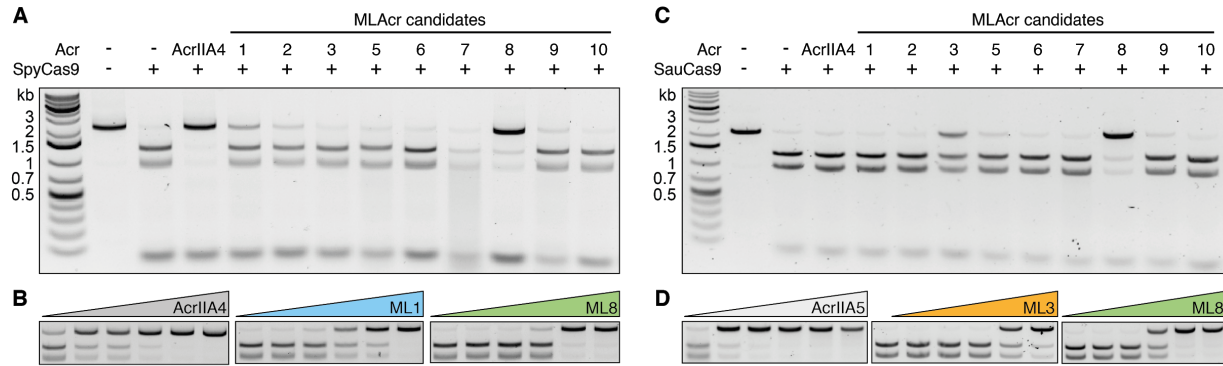 A
MLAcr candidates
Acr - - AcrIIA4 1 2 3 5 6 7 8 9 10
SpyCas9 - + + + + + + + + + + +
kb
3
2
1.5
1
0.7
0.5
B
AcrIIA4 ML1 ML8
C
MLAcr candidates
Acr - - AcrIIA4 1 2 3 5 6 7 8 9 10
SauCas9 - + + + + + + + + + + +
kb
3
2
1.5
1
0.7
0.5
D
AcrIIA5 ML3 ML8